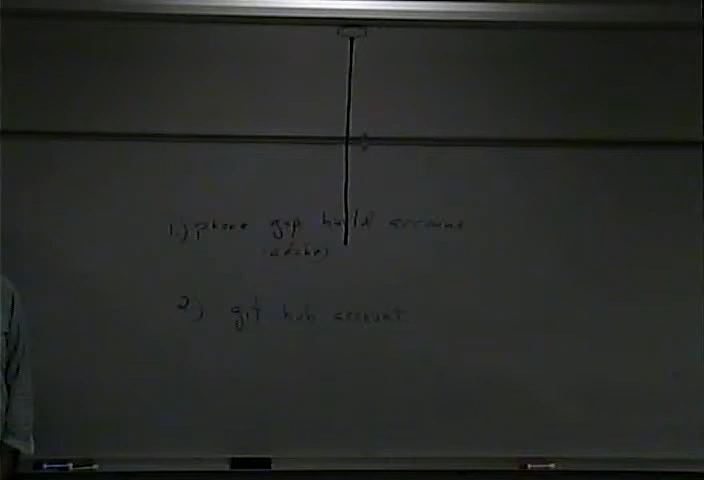 1.) phone gap build account
(adobe)
2.) git hub account